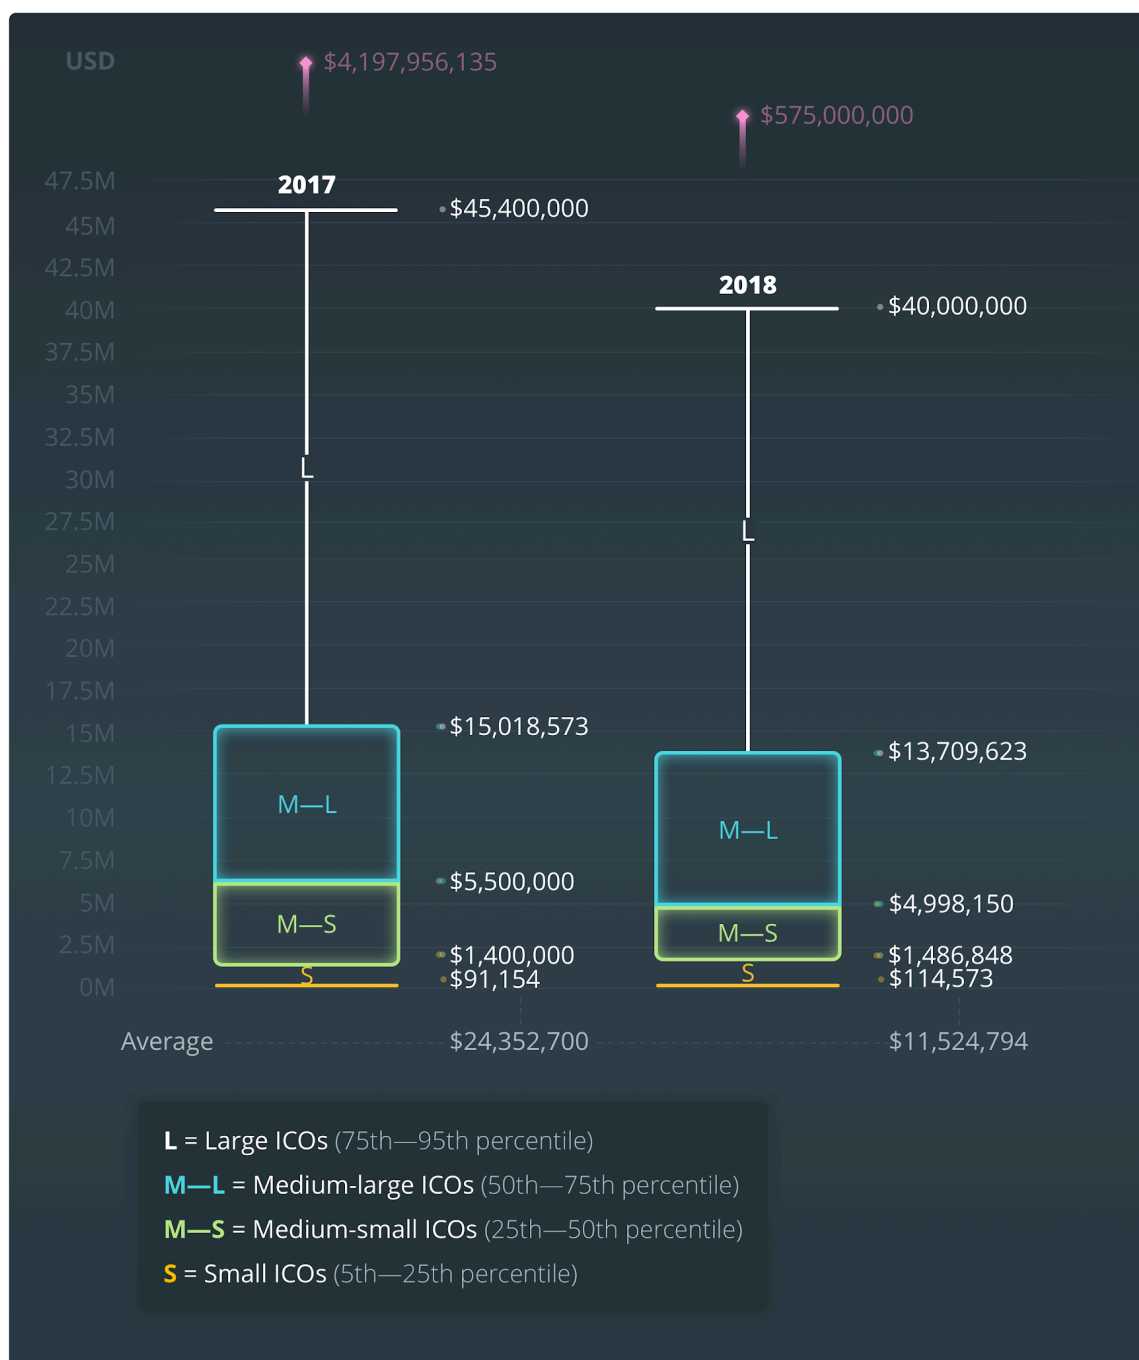 USD
$4,197,956,135
$575,000,000
47.5M
2017
$45,400,000
45M
42.5M
2018
40M
$40,000,000
37.5M
35M
32.5M
L
30M
27.5M
L
25M
22.5M
20M
17.5M
15M
$15,018,573
$13,709,623
12.5M
M—L
10M
M—L
7.5M
$5,500,000
5M
$4,998,150
M—S
M—S
2.5M
$1,400,000
$1,486,848
S
S
0M
$91,154
$114,573
Average
$24,352,700
$11,524,794
L = Large ICOs (75th—95th percentile)
M—L = Medium-large ICOs (50th—75th percentile)
M—S = Medium-small ICOs (25th—50th percentile)
S = Small ICOs (5th—25th percentile)